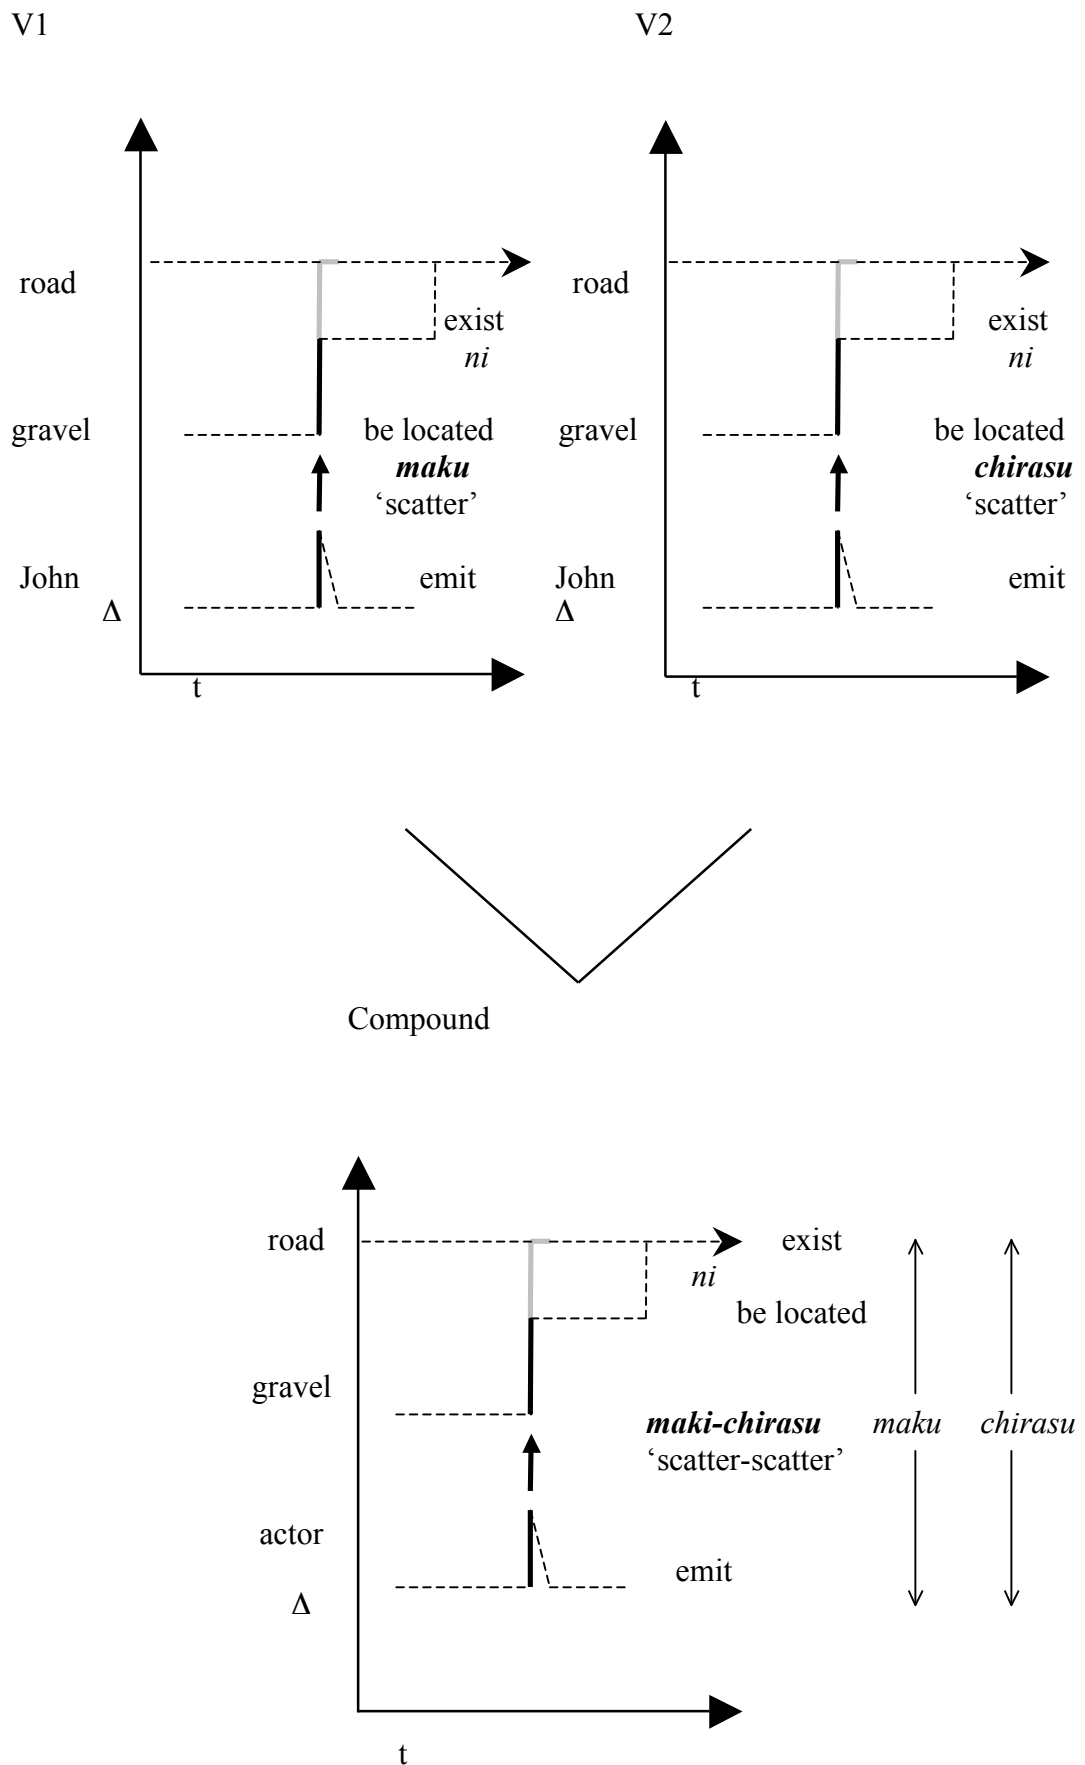 V1
V2
road
exist
ni
gravel
be located
maku
‘scatter’
John
emit
Δ
t
road
exist
ni
gravel
be located
chirasu
‘scatter’
John
emit
Δ
t
Compound
road
exist
ni
be located
gravel
maki-chirasu
maku
chirasu
‘scatter-scatter’
actor
emit
Δ
t